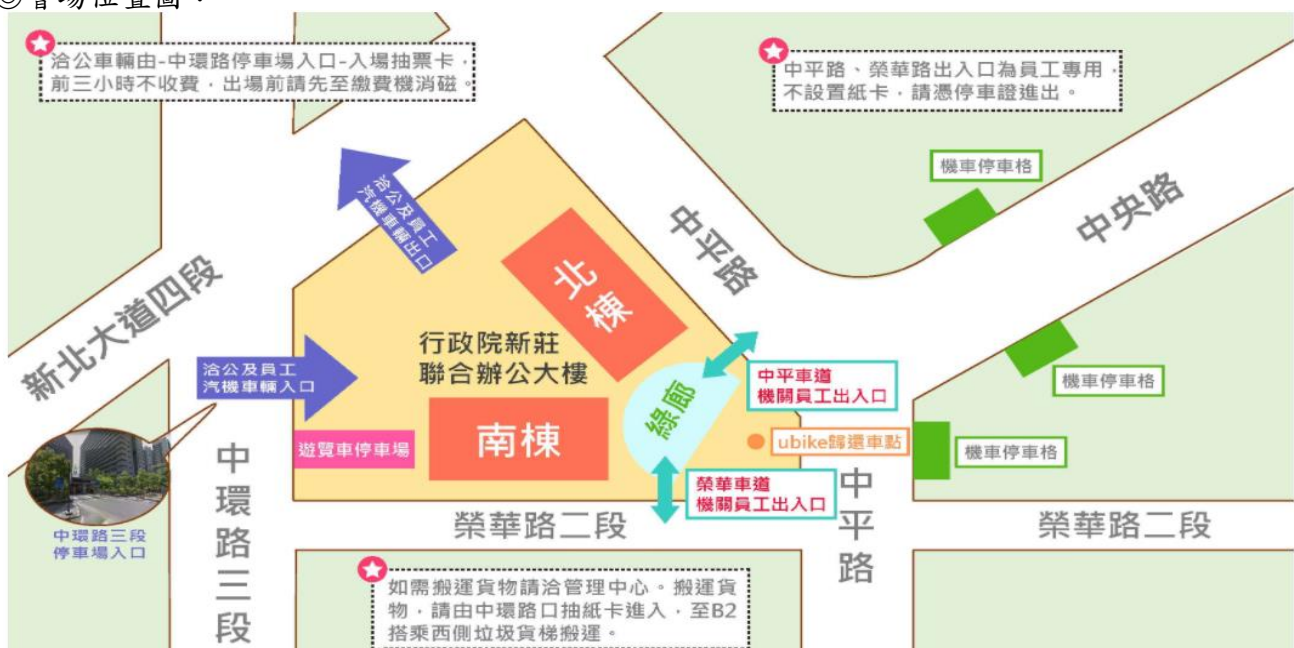 ◎會場位置圖：
洽公車輛由-中環路停車場入口-入場抽票卡，
前三小時不收費，出場前請先至繳費機消磁。
中平路、榮華路出入口為員工專用，
不設置紙卡，請憑停車證進出。
機車停車格
中央路
中平路
洽公及員工
汽機車輛出口
北棟
新北大道四段
行政院新莊
聯合辦公大樓
洽公及員工
汽機車輛入口
中平車道
機關員工出入口
機車停車格
綠廊
南棟
遊覽車停車場
ubike歸還車點
機車停車格
中環路三段
榮華車道
機關員工出入口
中平路
榮華路二段
榮華路二段
中環路三段
停車場入口
如需搬運貨物請洽管理中心。搬運貨
物，請由中環路口抽紙卡進入，至B2
搭乘西側垃圾貨梯搬運。